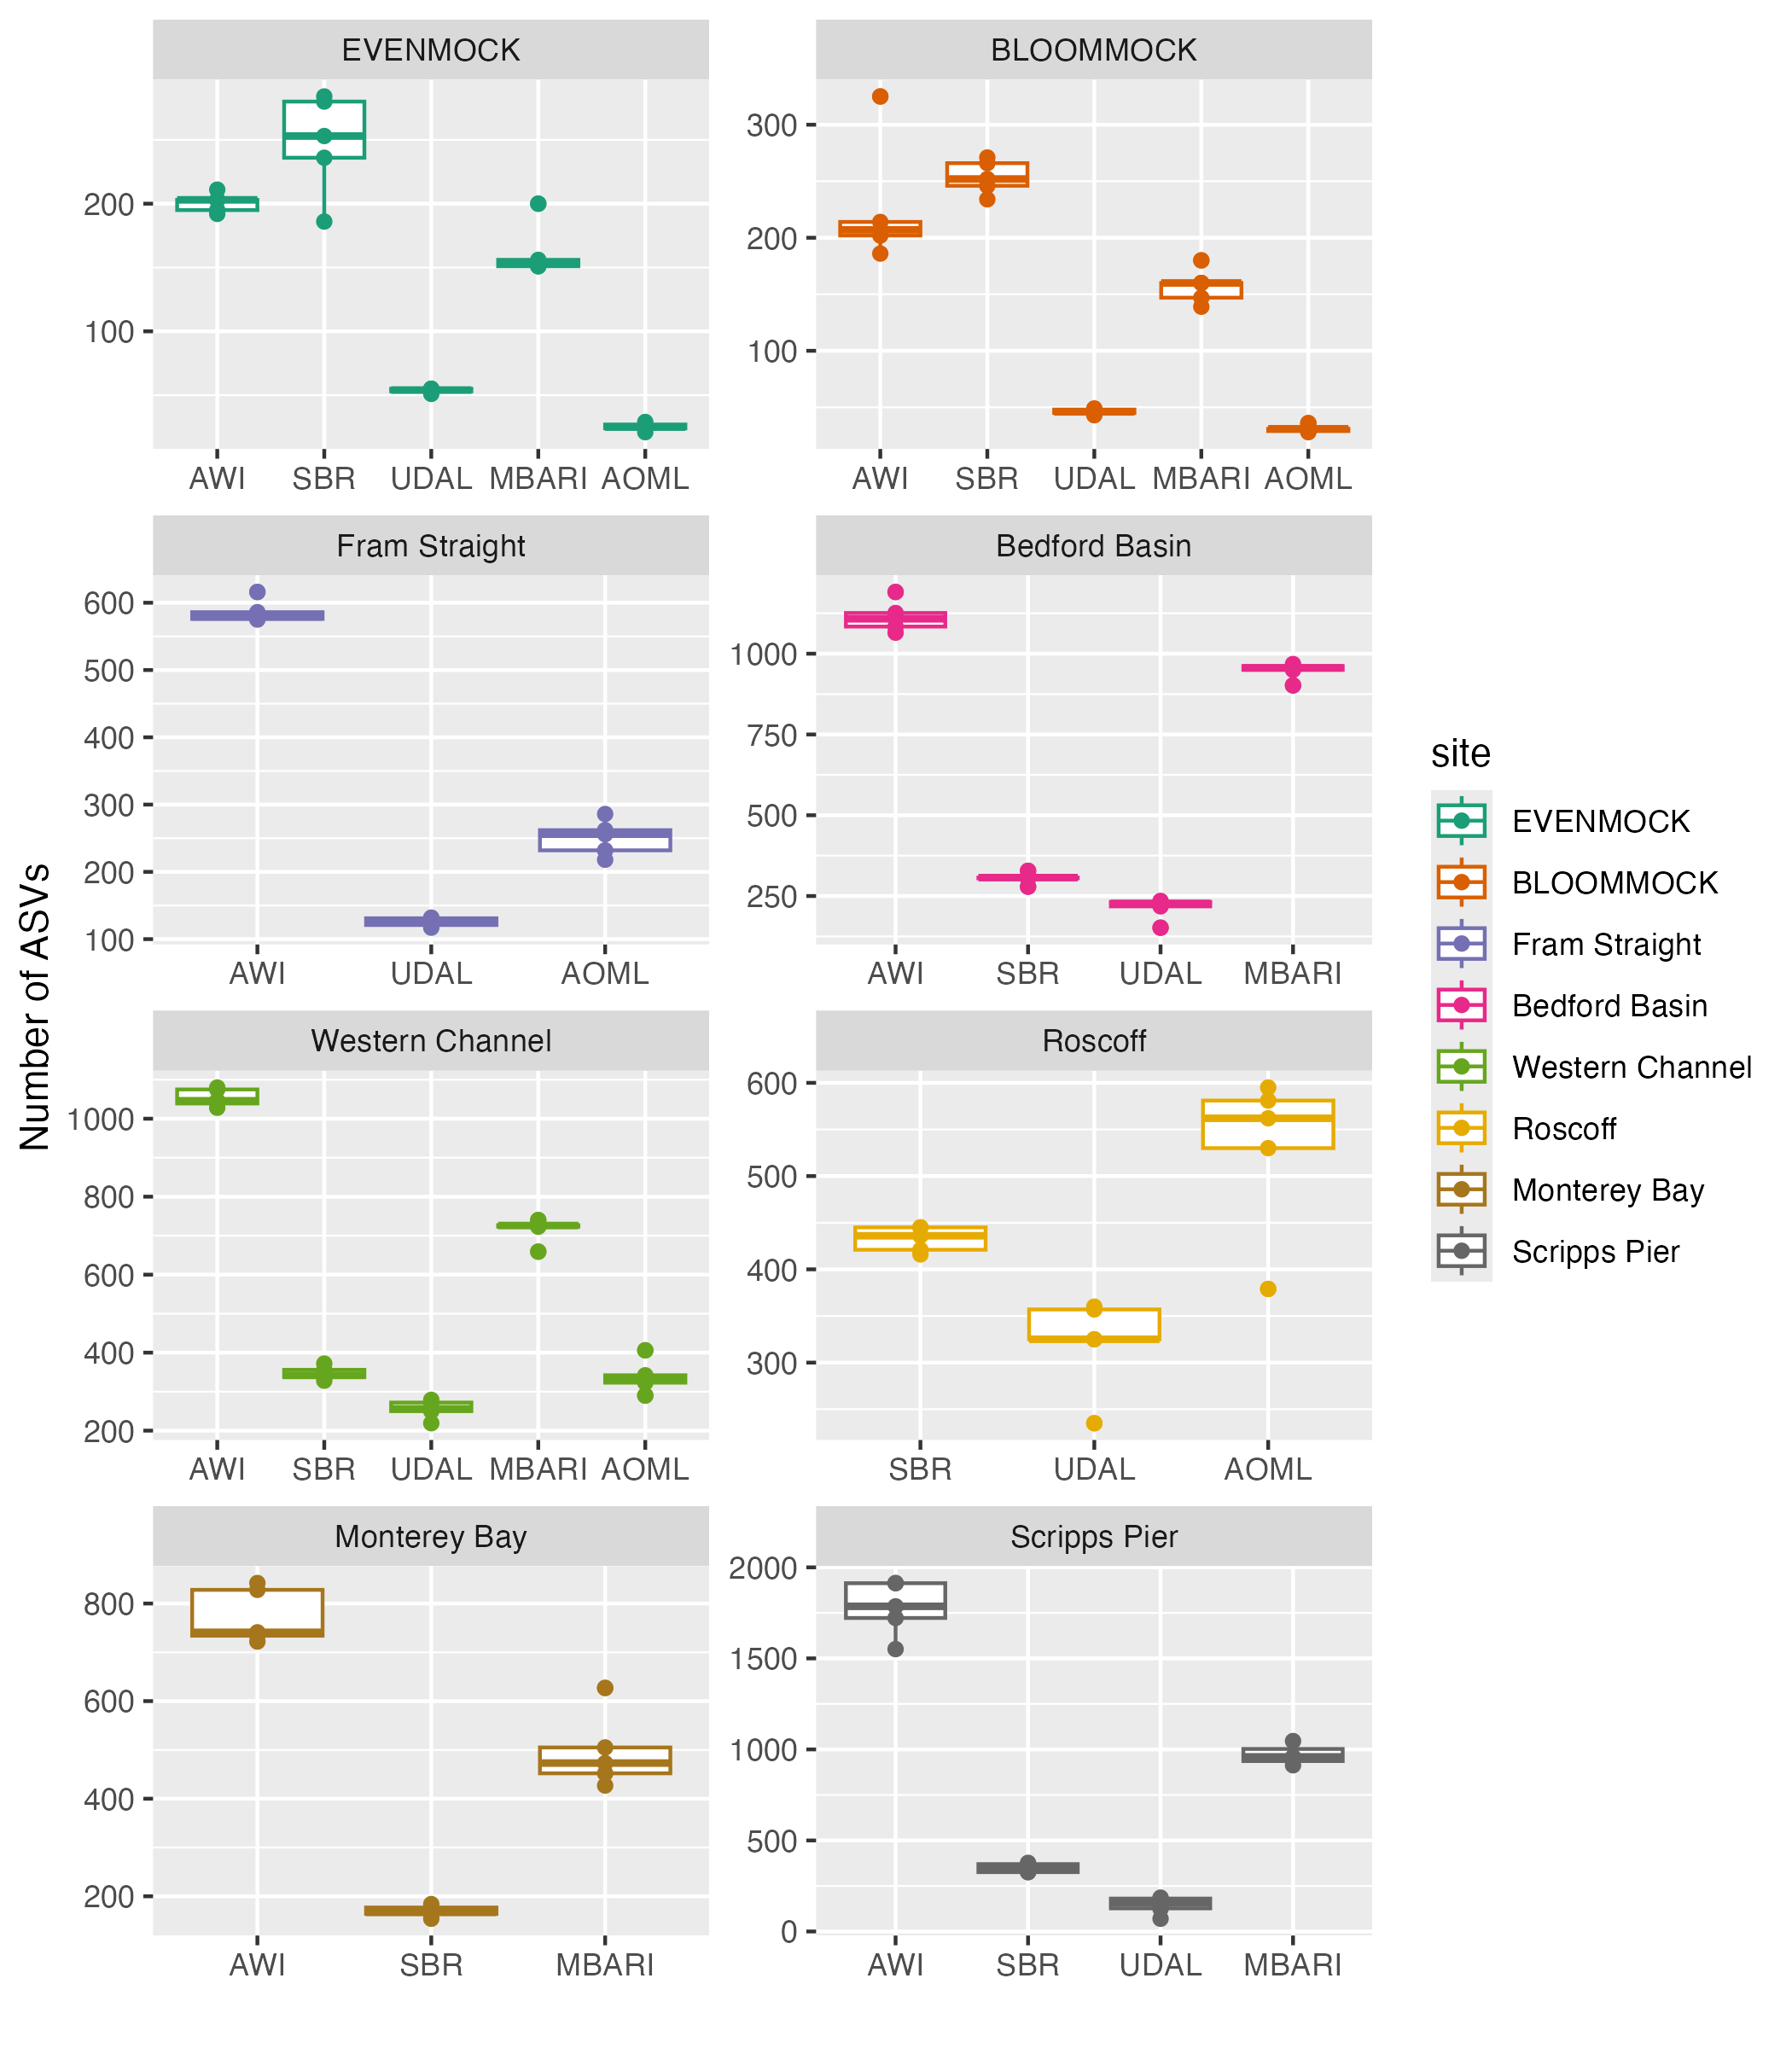 EVENMOCK
BLOOMMOCK
200
100
300
200
100
AWI SBR UDAL MBARI AOML
AWI SBR UDAL MBARI AOML
Fram Straight
Bedford Basin
600
500
400
300
200
100
1000
750
500
250
AWI UDAL AOML
AWI SBR UDAL MBARI
Western Channel
Roscoff
1000
800
600
400
200
600
500
400
300
AWI SBR UDAL MBARI AOML
SBR UDAL AOML
Monterey Bay
Scripps Pier
800
600
400
200
2000
1500
1000
500
0
AWI SBR MBARI
AWI SBR UDAL MBARI
Number of ASVs
site
EVENMOCK
BLOOMMOCK
Fram Straight
Bedford Basin
Western Channel
Roscoff
Monterey Bay
Scripps Pier